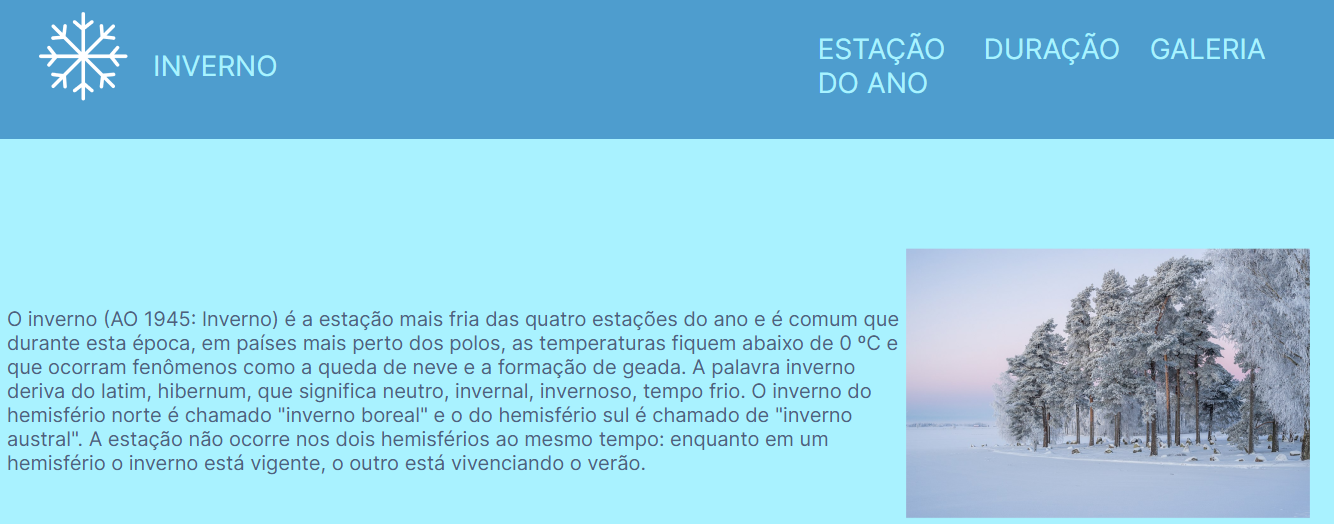 INVERNO
ESTAÇÃO
DO ANO
DURAÇÃO
GALERIA
O inverno (AO 1945: Inverno) é a estação mais fria das quatro estações do ano e é comum que
durante esta época, em países mais perto dos polos, as temperaturas fiquem abaixo de 0 ºC e
que ocorram fenômenos como a queda de neve e a formação de geada. A palavra inverno
deriva do latim, hibernum, que significa neutro, invernal, invernoso, tempo frio. O inverno do
hemisfério norte é chamado "inverno boreal" e o do hemisfério sul é chamado de "inverno
austral". A estação não ocorre nos dois hemisférios ao mesmo tempo: enquanto em um
hemisfério o inverno está vigente, o outro está vivenciando o verão.